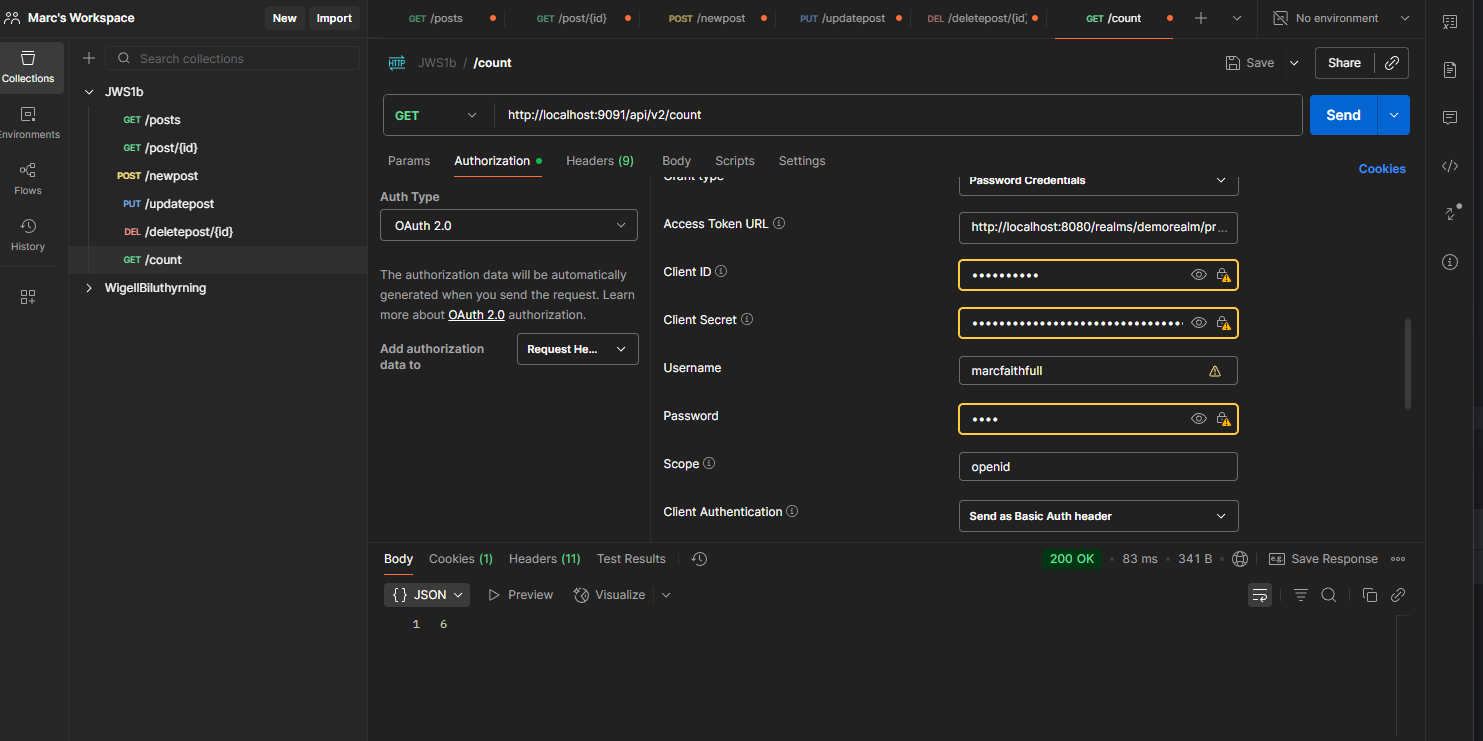 Marc's Workspace
New
Import
GET /posts
GET /post/{id}
POST /newpost
PUT /updatepost
DEL /deletepost/{id}
GET /count
No environment
Collections
Environments
Flows
History
Search collections
JWS1b
GET /posts
GET /post/{id}
POST /newpost
PUT /updatepost
DEL /deletepost/{id}
GET /count
WigellBiluthyrning
HTTP JWS1b / /count
Save
Share
GET
http://localhost:9091/api/v2/count
Send
Params
Authorization
Headers (9)
Body
Scripts
Settings
Cookies
Auth Type
OAuth 2.0
The authorization data will be automatically
generated when you send the request. Learn
more about OAuth 2.0 authorization.
Add authorization
data to
Request He...
Grant type
Password Credentials
Access Token URL
http://localhost:8080/realms/demorealm/pr...
Client ID
••••••••••
Client Secret
Username
marcfaithfull
Password
••••
Scope
openid
Client Authentication
Send as Basic Auth header
Body
Cookies (1)
Headers (11)
Test Results
200 OK
83 ms
341 B
e.g. Save Response
{} JSON
Preview
Visualize
1 6